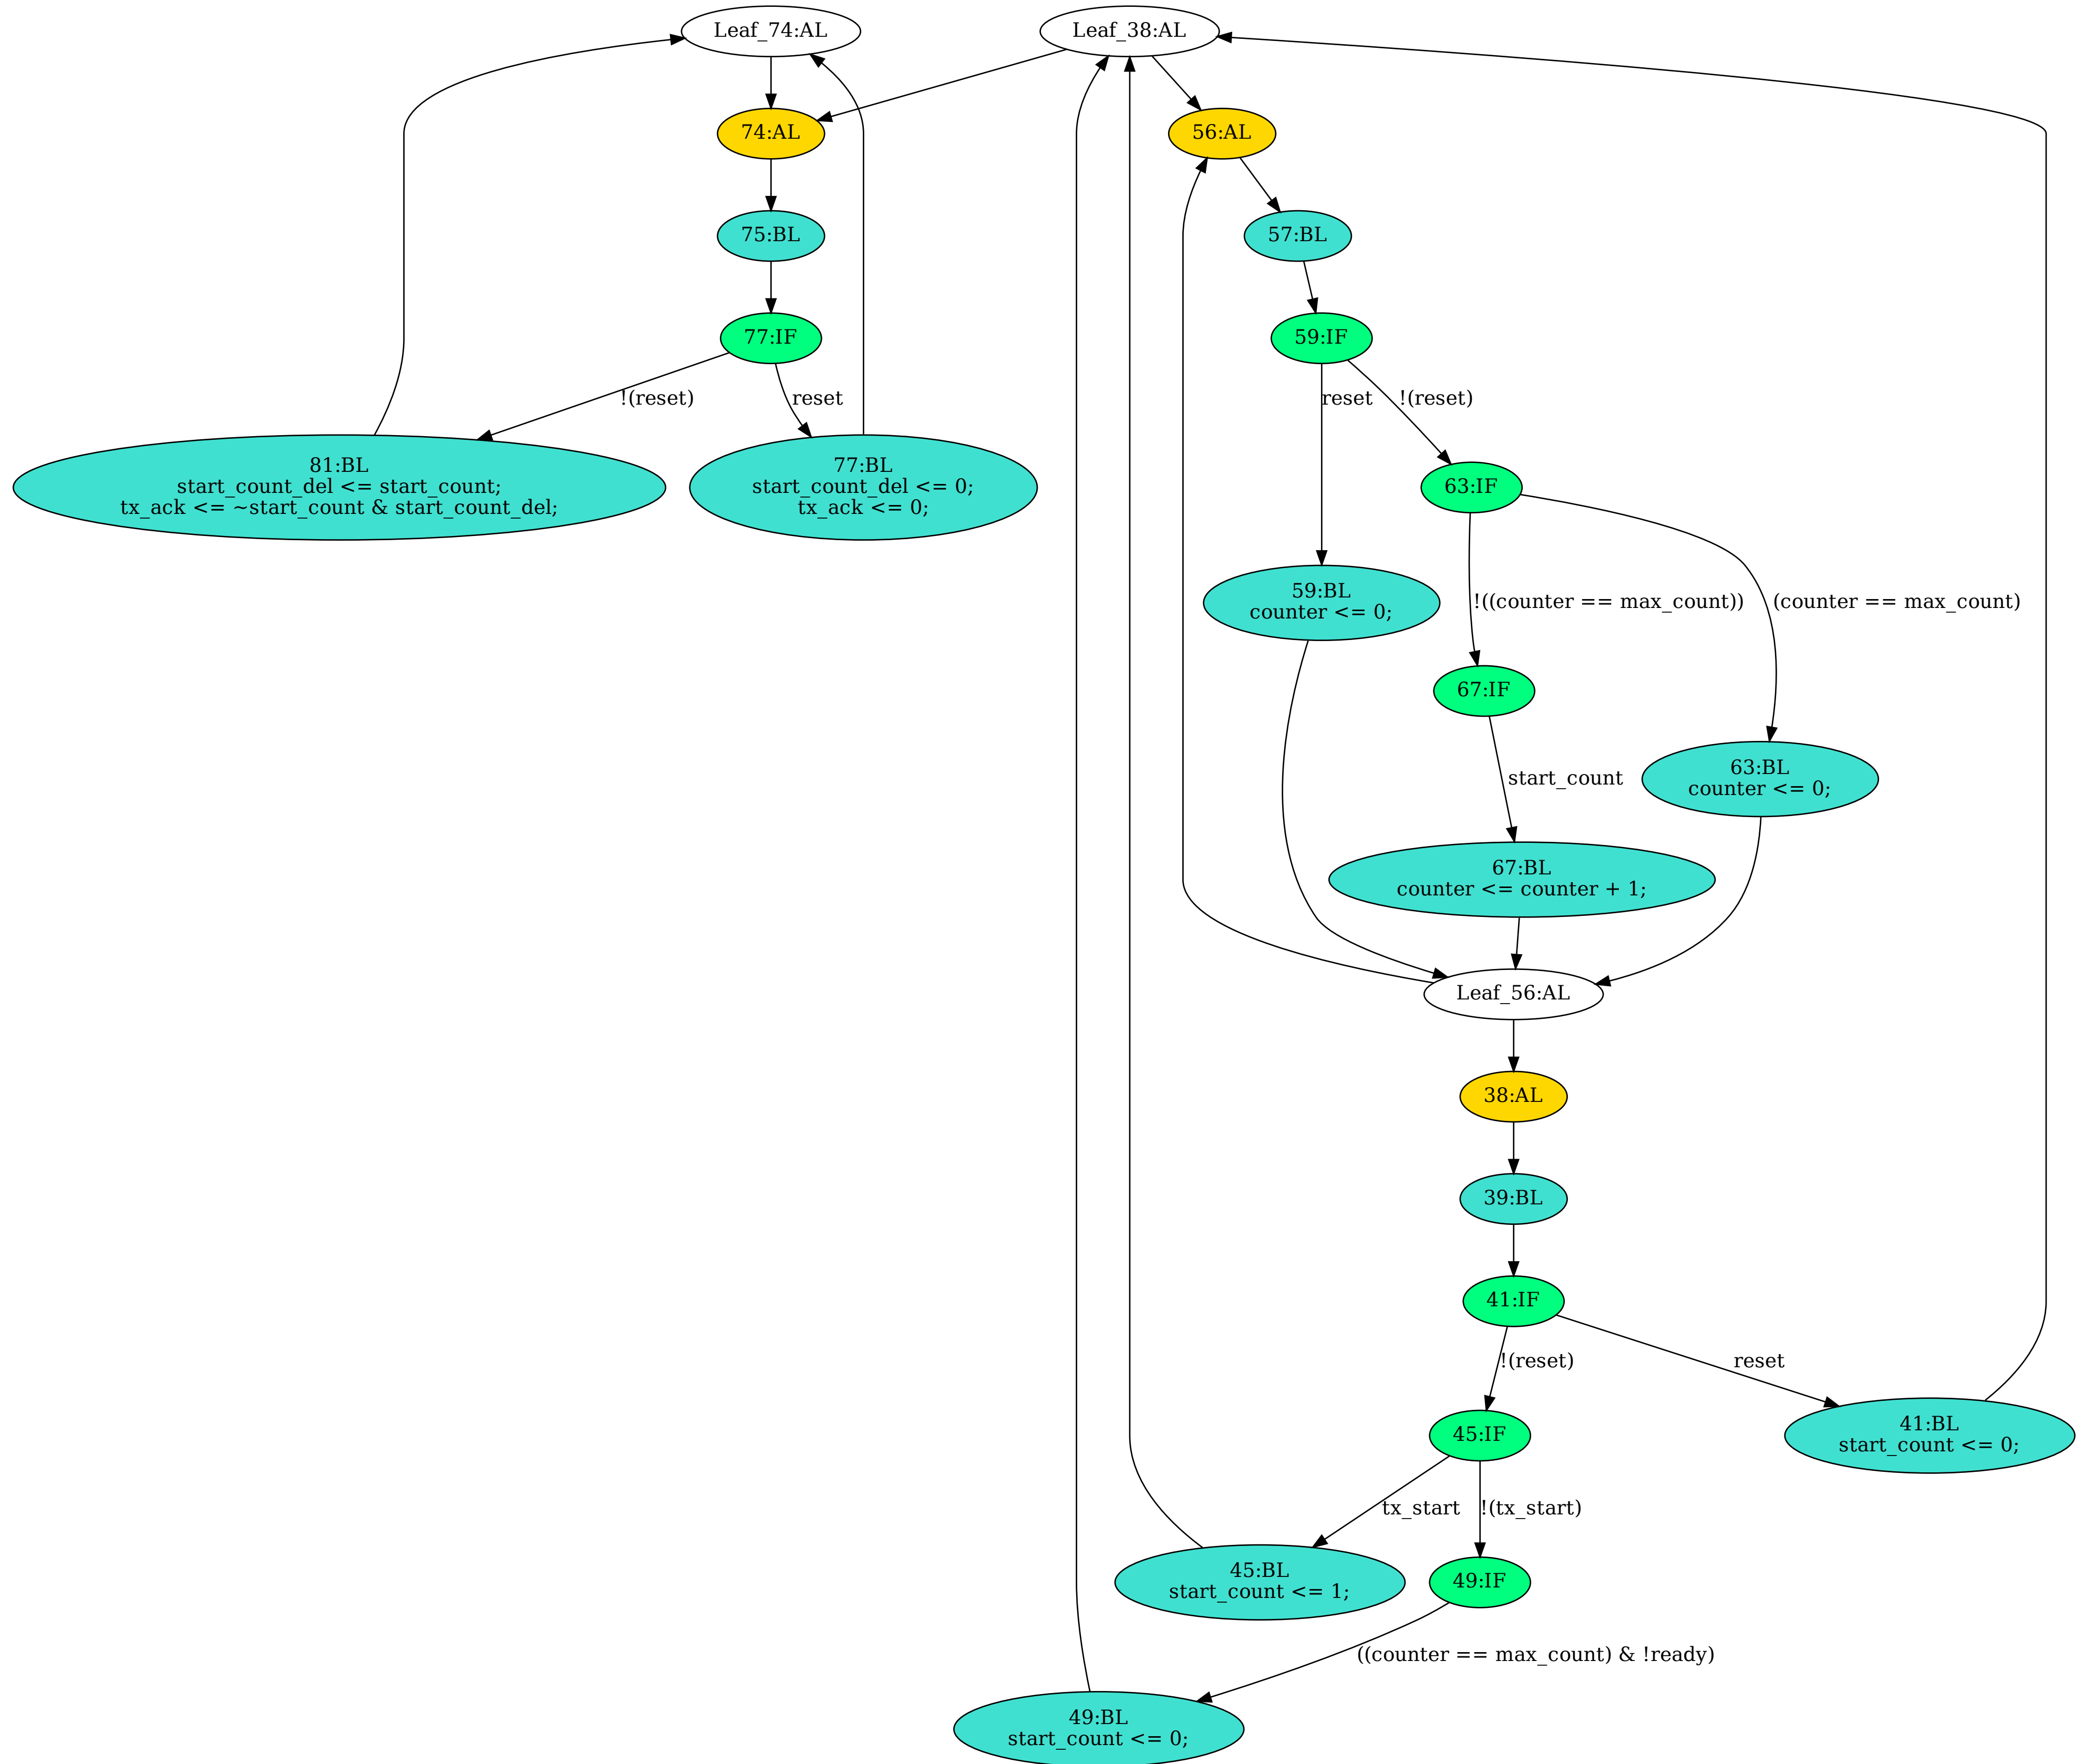 Leaf_74:AL
Leaf_38:AL
74:AL
56:AL
75:BL
57:BL
77:IF
59:IF
!(reset)
reset
reset
!(reset)
81:BL
start_count_del <= start_count;
tx_ack <= ~start_count & start_count_del;
77:BL
start_count_del <= 0;
tx_ack <= 0;
63:IF
59:BL
counter <= 0;
!((counter == max_count))
(counter == max_count)
67:IF
start_count
63:BL
counter <= 0;
67:BL
counter <= counter + 1;
Leaf_56:AL
38:AL
39:BL
41:IF
!(reset)
reset
45:IF
41:BL
start_count <= 0;
tx_start
!(tx_start)
45:BL
start_count <= 1;
49:IF
((counter == max_count) & !ready)
49:BL
start_count <= 0;